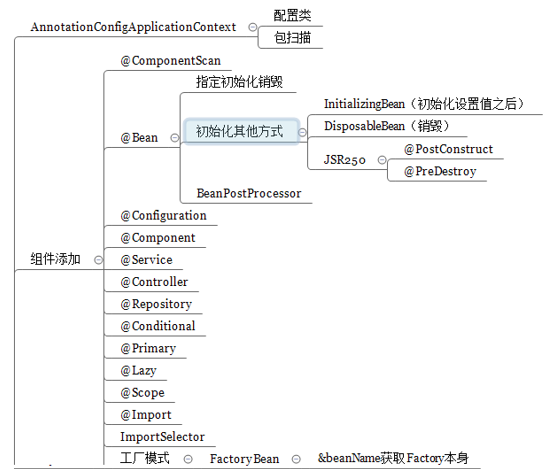 AnnotationConfigApplicationContext
配置类
包扫描
组件添加
@ComponentScan
@Bean
指定初始化销毁
初始化其他方式
InitializingBean（初始化设置值之后）
DisposableBean（销毁）
JSR250
@PostConstruct
@PreDestroy
BeanPostProcessor
@Configuration
@Component
@Service
@Controller
@Repository
@Conditional
@Primary
@Lazy
@Scope
@Import
ImportSelector
工厂模式
FactoryBean
&beanName获取Factory本身